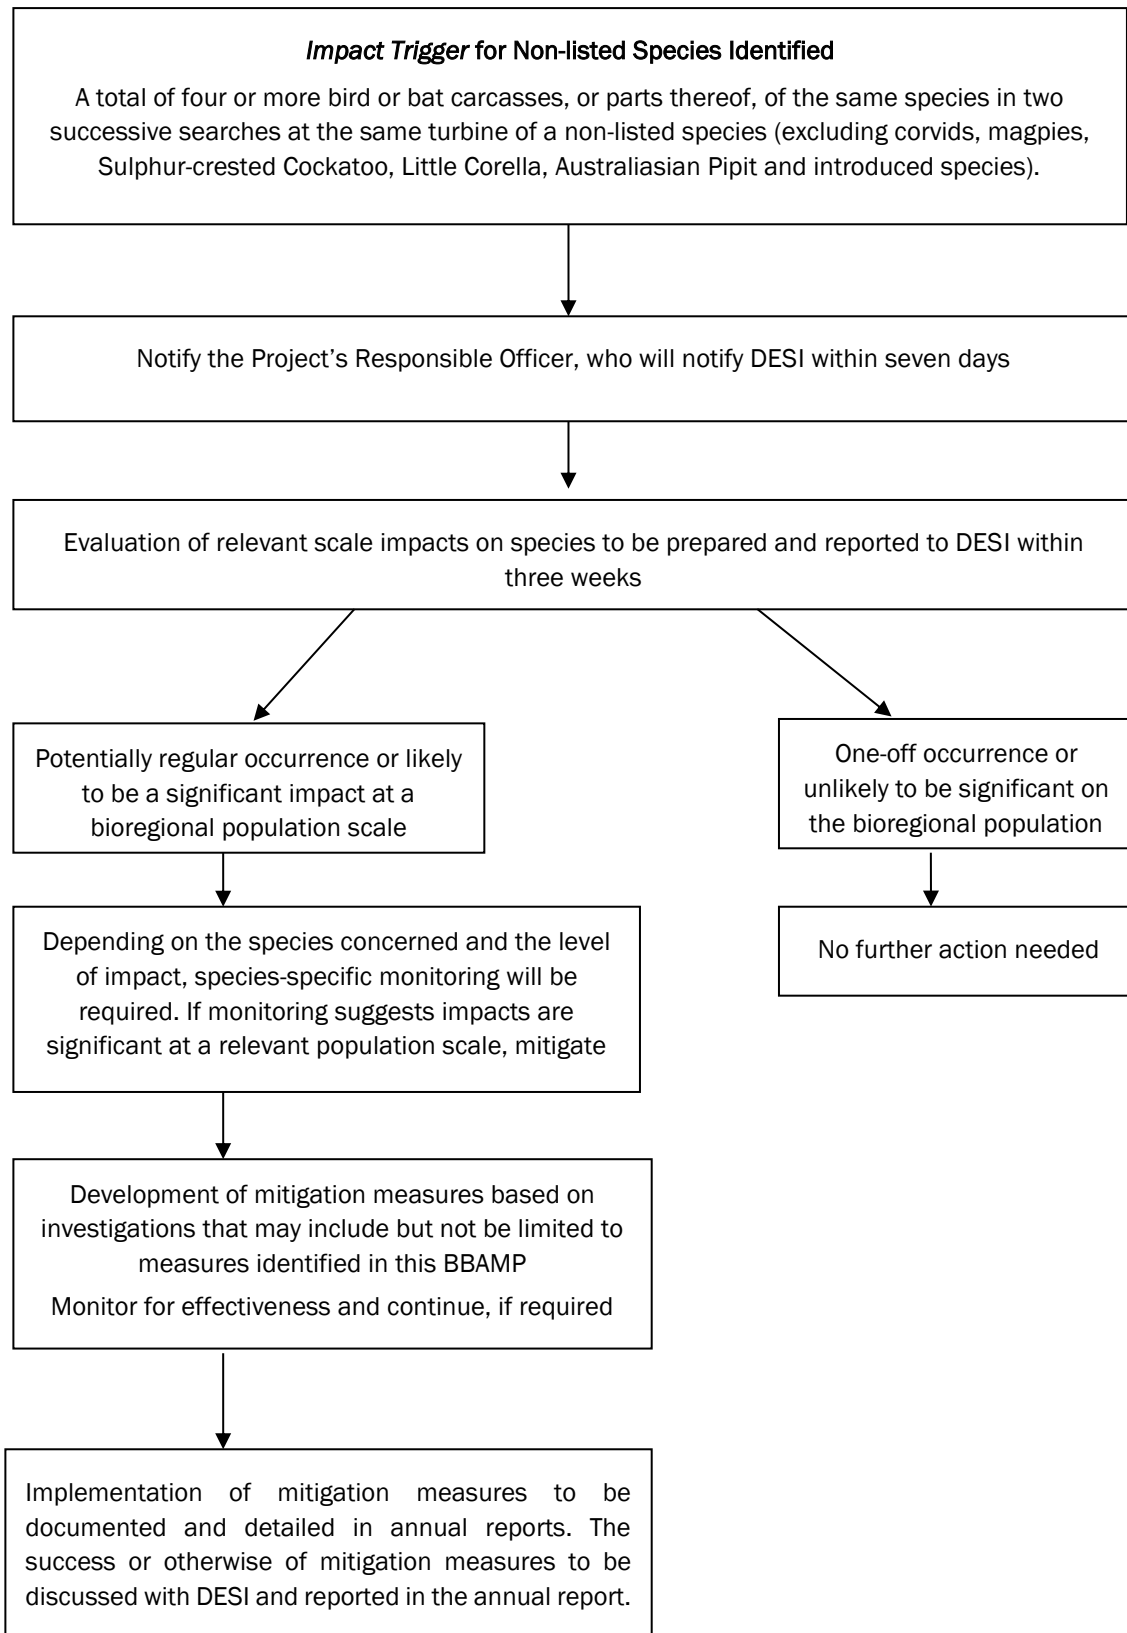 Impact Trigger for Non-listed Species Identified
A total of four or more bird or bat carcasses, or parts thereof, of the same species in two
successive searches at the same turbine of a non-listed species (excluding corvids, magpies,
Sulphur-crested Cockatoo, Little Corella, Australiasian Pipit and introduced species).
Notify the Project's Responsible Officer, who will notify DESI within seven days
Evaluation of relevant scale impacts on species to be prepared and reported to DESI within
three weeks
Potentially regular occurrence or likely
to be a significant impact at a
bioregional population scale
One-off occurrence or
unlikely to be significant on
the bioregional population
Depending on the species concerned and the level
of impact, species-specific monitoring will be
required. If monitoring suggests impacts are
significant at a relevant population scale, mitigate
No further action needed
Development of mitigation measures based on
investigations that may include but not be limited to
measures identified in this BBAMP
Monitor for effectiveness and continue, if required
Implementation of mitigation measures to be
documented and detailed in annual reports. The
success or otherwise of mitigation measures to be
discussed with DESI and reported in the annual report.